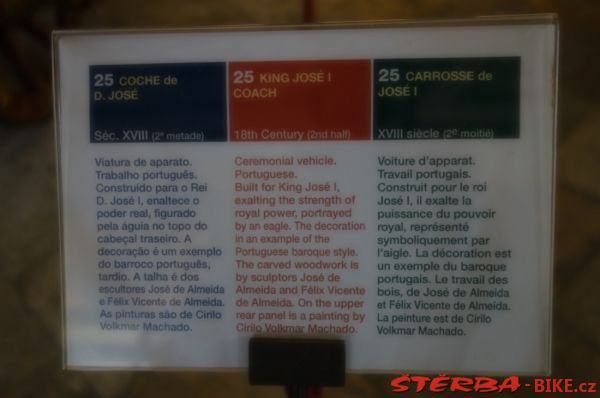 25 COCHE de
D. JOSÉ
Séc. XVIII (2ª metade)
Viatura de aparato.
Trabalho português.
Construído para o Rei
D. José I, enaltece o
poder real, figurado
pela águia no topo do
cabeçal traseiro. A
decoração é um exemplo
do barroco português,
tardio. A talha é dos
escultores José de Almeida
e Félix Vicente de Almeida.
As pinturas são de Cirilo
Volkmar Machado.
25 KING JOSÉ I
COACH
18th Century (2nd half)
Ceremonial vehicle.
Portuguese.
Built for King José I,
exalting the strength of
royal power, portrayed
by an eagle. The decoration
in an example of the
Portuguese baroque style.
The carved woodwork is
by sculptors José de
Almeida and Félix Vicente
de Almeida. On the upper
rear panel is a painting by
Cirilo Volkmar Machado.
25 CARROSSE de
JOSÉ I
XVIII siècle (2º moitié)
Voiture d'apparat.
Travail portugais.
Construit pour le roi
José I, il exalte la
puissance du pouvoir
royal, représenté
symboliquement par
l'aigle. La décoration est
un exemple du baroque
portugais. Le travail des
bois, de José de Almeida
et Félix Vicente de Almeida.
La peinture est de Cirilo
Volkmar Machado.
ŠTĚRBA-BIKE.cz